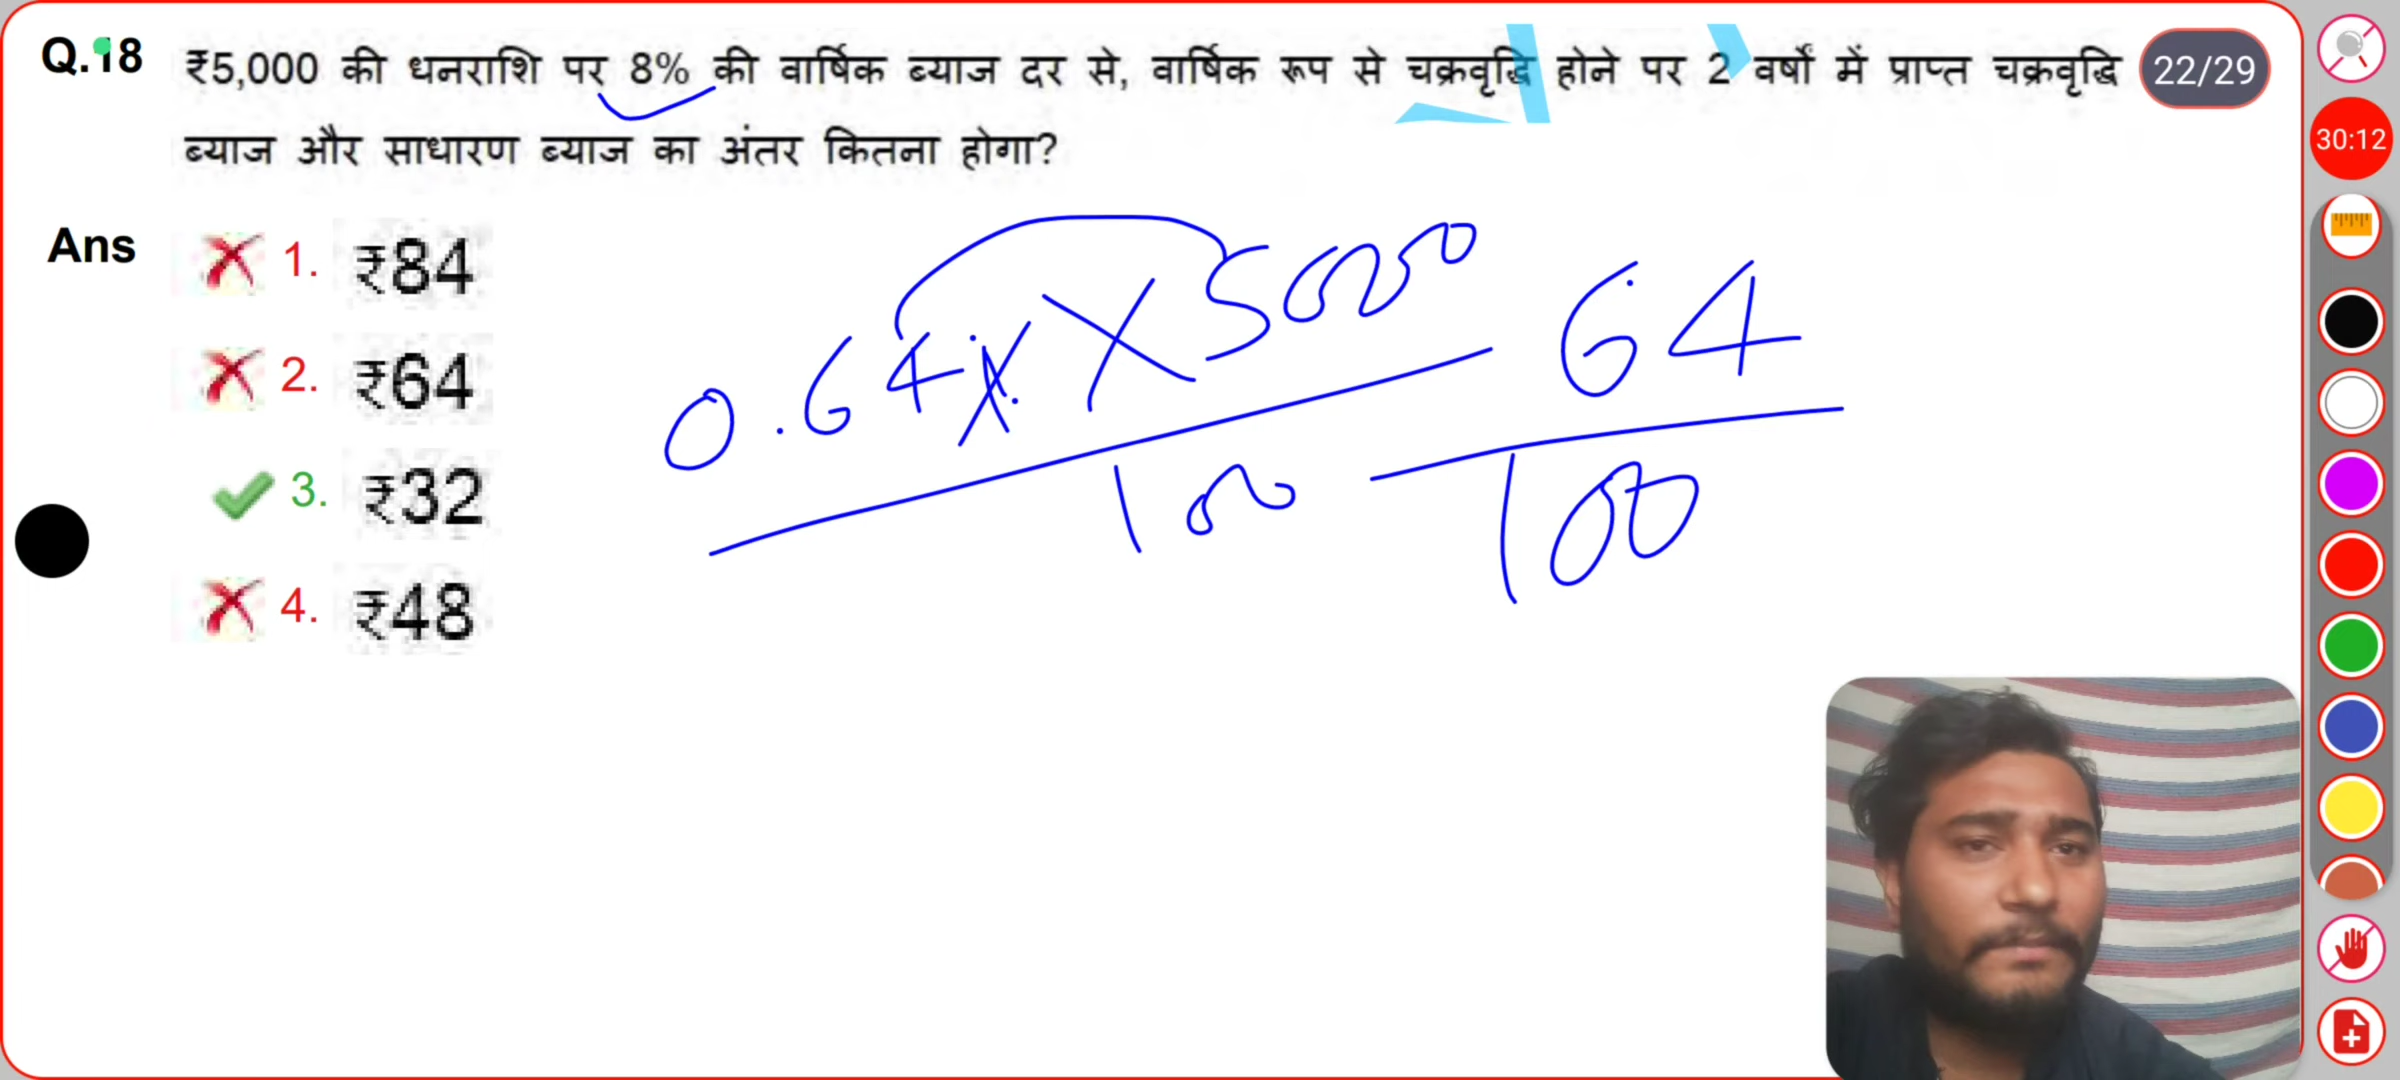 Q.18 ₹5,000 की धनराशि पर 8% की वार्षिक ब्याज दर से, वार्षिक रूप से चक्रवृद्धि होने पर 2 वर्षों में प्राप्त चक्रवृद्धि 22/29
ब्याज और साधारण ब्याज का अंतर कितना होगा?
30:12
Ans 1. ₹84
2. ₹64
3. ₹32
4. ₹48
0.64 X 5000 64
100 100